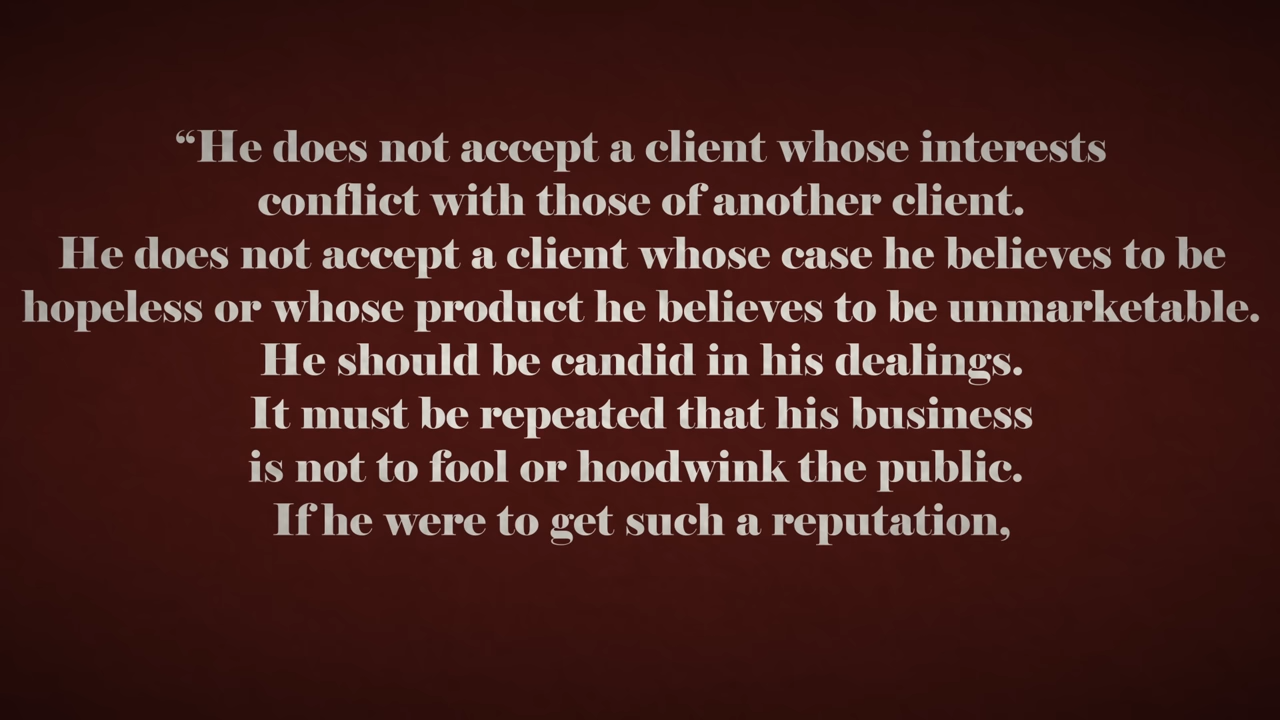 “He does not accept a client whose interests
conflict with those of another client.
He does not accept a client whose case he believes to be
hopeless or whose product he believes to be unmarketable.
He should be candid in his dealings.
It must be repeated that his business
is not to fool or hoodwink the public.
If he were to get such a reputation,